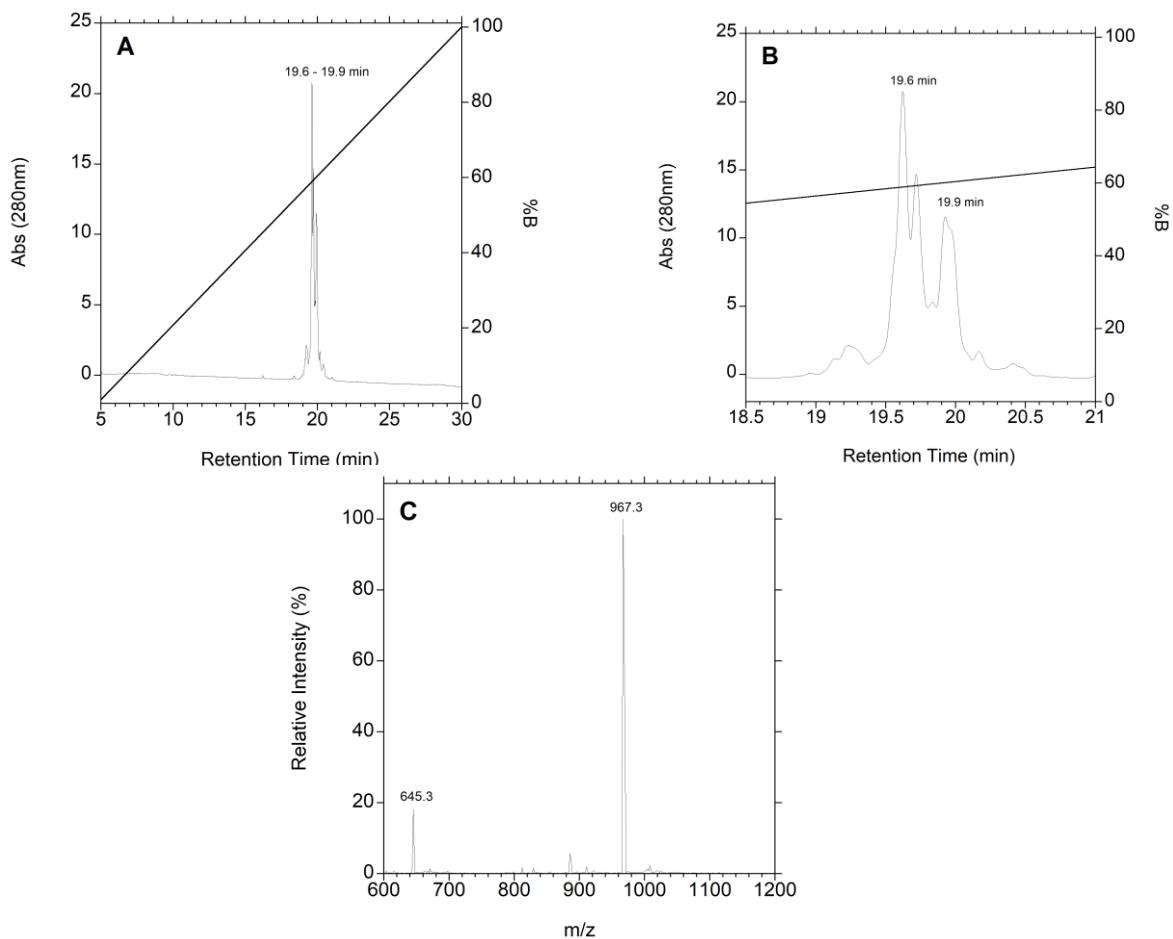 A
19.6 - 19.9 min
25
20
15
10
5
0
Abs (280nm)
100
80
60
40
20
0
%B
5 10 15 20 25 30
Retention Time (min)
B
19.6 min
19.9 min
25
20
15
10
5
0
Abs (280nm)
100
80
60
40
20
0
%B
18.5 19 19.5 20 20.5 21
Retention Time (min)
C
967.3
645.3
100
80
60
40
20
0
Relative Intensity (%)
600 700 800 900 1000 1100 1200
m/z